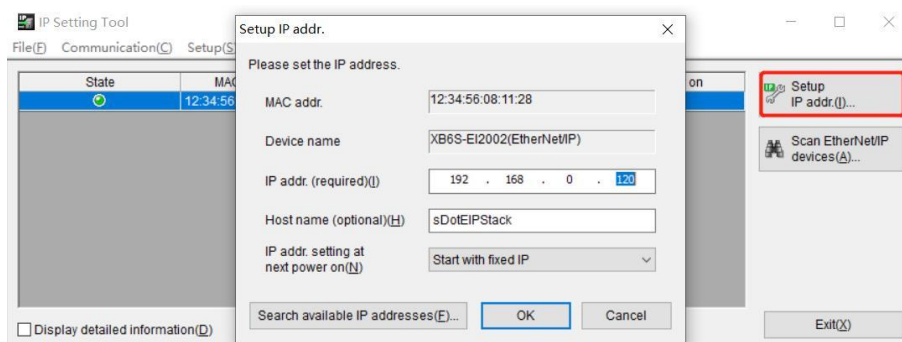 IP Setting Tool
File(F) Communication(C) Setup(S
State MAC on
12:34:56
Setup IP addr.
Please set the IP address.
MAC addr. 12:34:56:08:11:28
Device name XB6S-EI2002(EtherNet/IP)
IP addr. (required)(I) 192 . 168 . 0 . 120
Host name (optional)(H) sDotEIPStack
IP addr. setting at
next power on(N) Start with fixed IP
Search available IP addresses(F)... OK Cancel
Setup
IP addr.(I)...
Scan EtherNet/IP
devices(A)...
Display detailed information(D)
Exit(X)